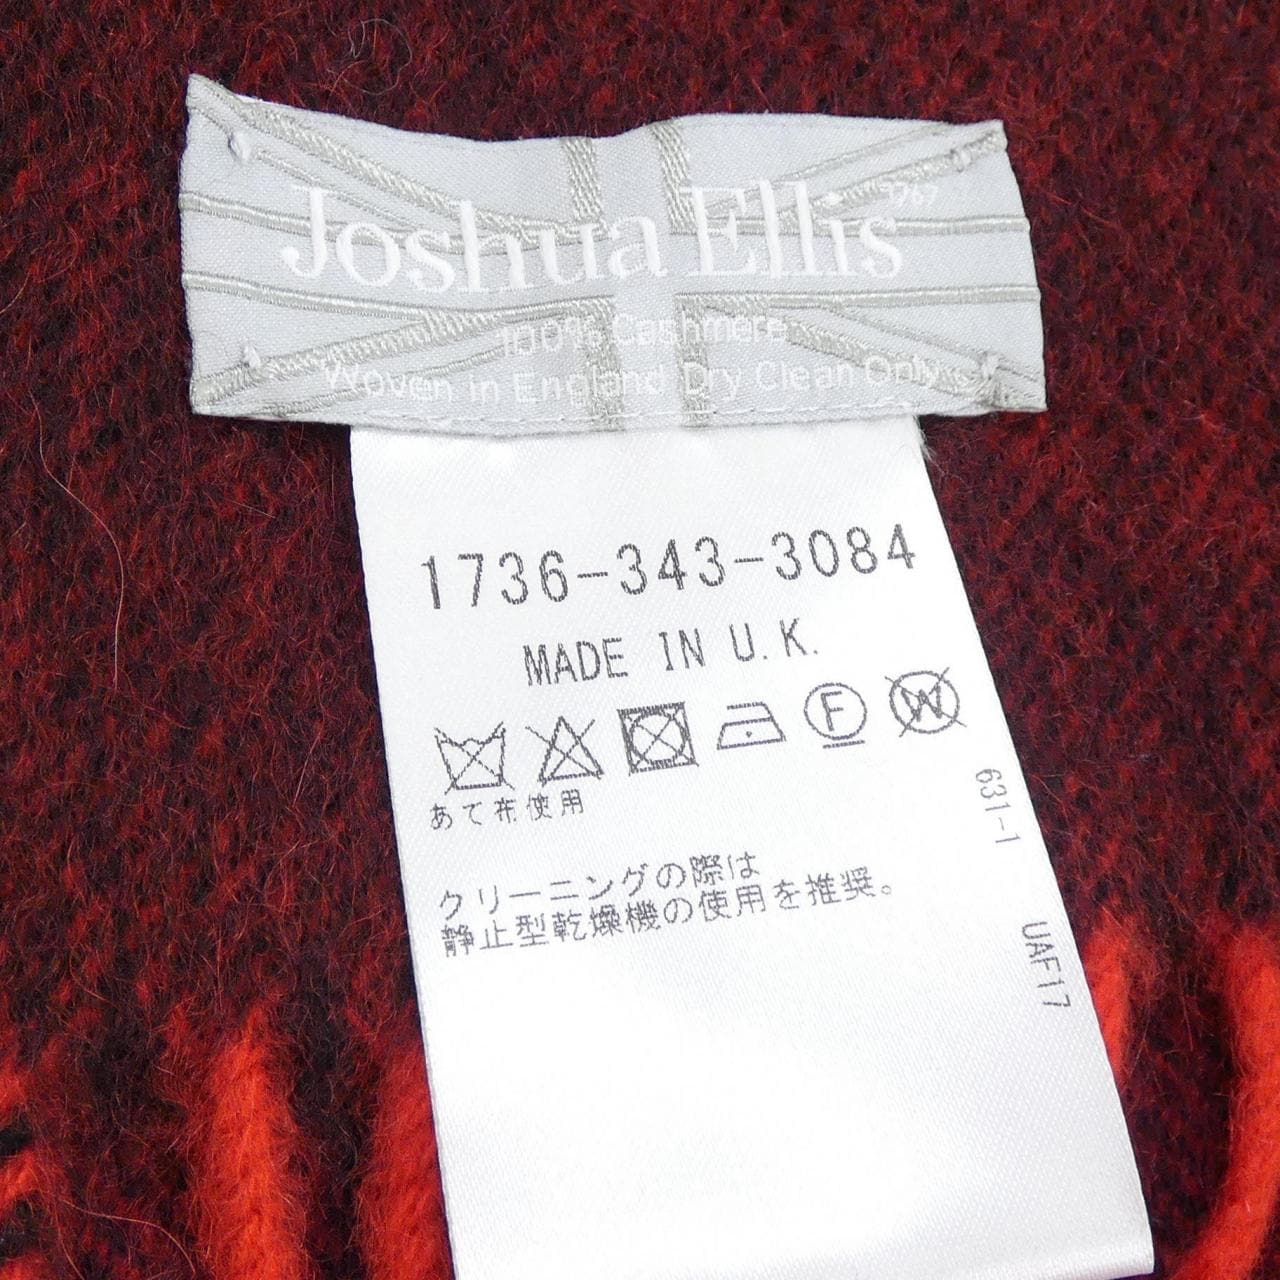 Joshua Ellis 1767
100% Cashmere
Woven in England Dry Clean Only
1736-343-3084
MADE IN U.K.
F W
あて布使用
クリーニングの際は
静止型乾燥機の使用を推奨。
631-1
UAF17